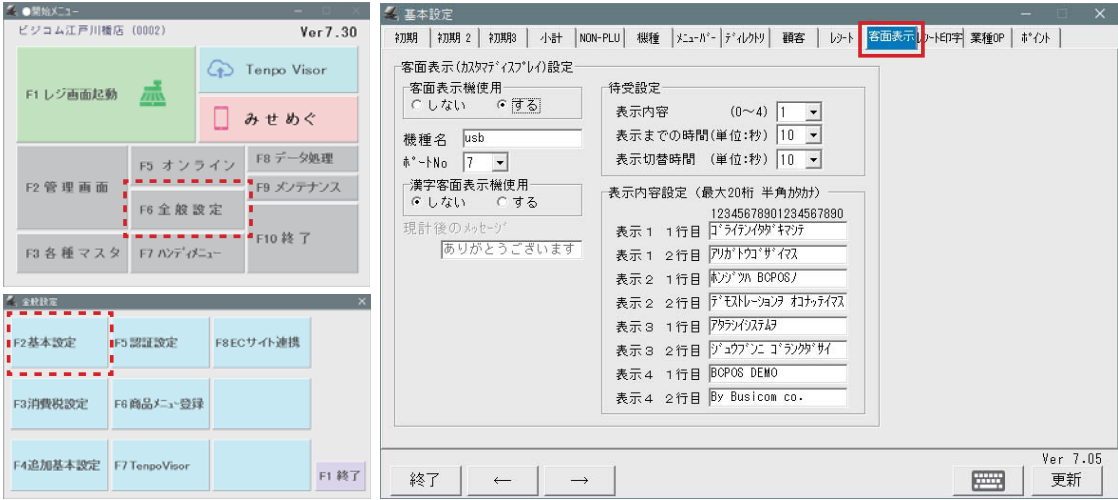 ●開始メニュー
ビジコム江戸川橋店 (0002) Ver7.30
F1 レジ画面起動
Tenpo Visor
みせめぐ
F2 管理画面
F5 オンライン
F8 データ処理
F6 全般設定
F9 メンテナンス
F3 各種マスタ
F7 ハンディメニュー
F10 終了
全般設定
F2基本設定
F5認証設定
F8ECサイト連携
F3消費税設定
F6商品メニュー登録
F4追加基本設定
F7TenpoVisor
F1 終了
基本設定
初期 初期2 初期3 小計 NON-PLU 機種 メニューバー ディレクトリ 顧客 レシート 客面表示 レシート印字 業種OP ポイント
客面表示(カスタマディスプレイ)設定
客面表示機使用
しない する
機種名 usb
ポートNo 7
漢字客面表示機使用
しない する
現計後のメッセージ
ありがとうございます
待受設定
表示内容 (0～4) 1
表示までの時間(単位:秒) 10
表示切替時間 (単位:秒) 10
表示内容設定 (最大20桁 半角カタカナ)
12345678901234567890
表示1 1行目 ゴライテンイタダキマシテ
表示1 2行目 アリガトウゴザイマス
表示2 1行目 ホンジツハ BCPOSノ
表示2 2行目 デモストレーションヲ オコナッテイマス
表示3 1行目 アタラシイシステムヲ
表示3 2行目 ジュウブンニ ゴランクダサイ
表示4 1行目 BCPOS DEMO
表示4 2行目 By Busicom co.
Ver 7.05
終了 ← → 更新